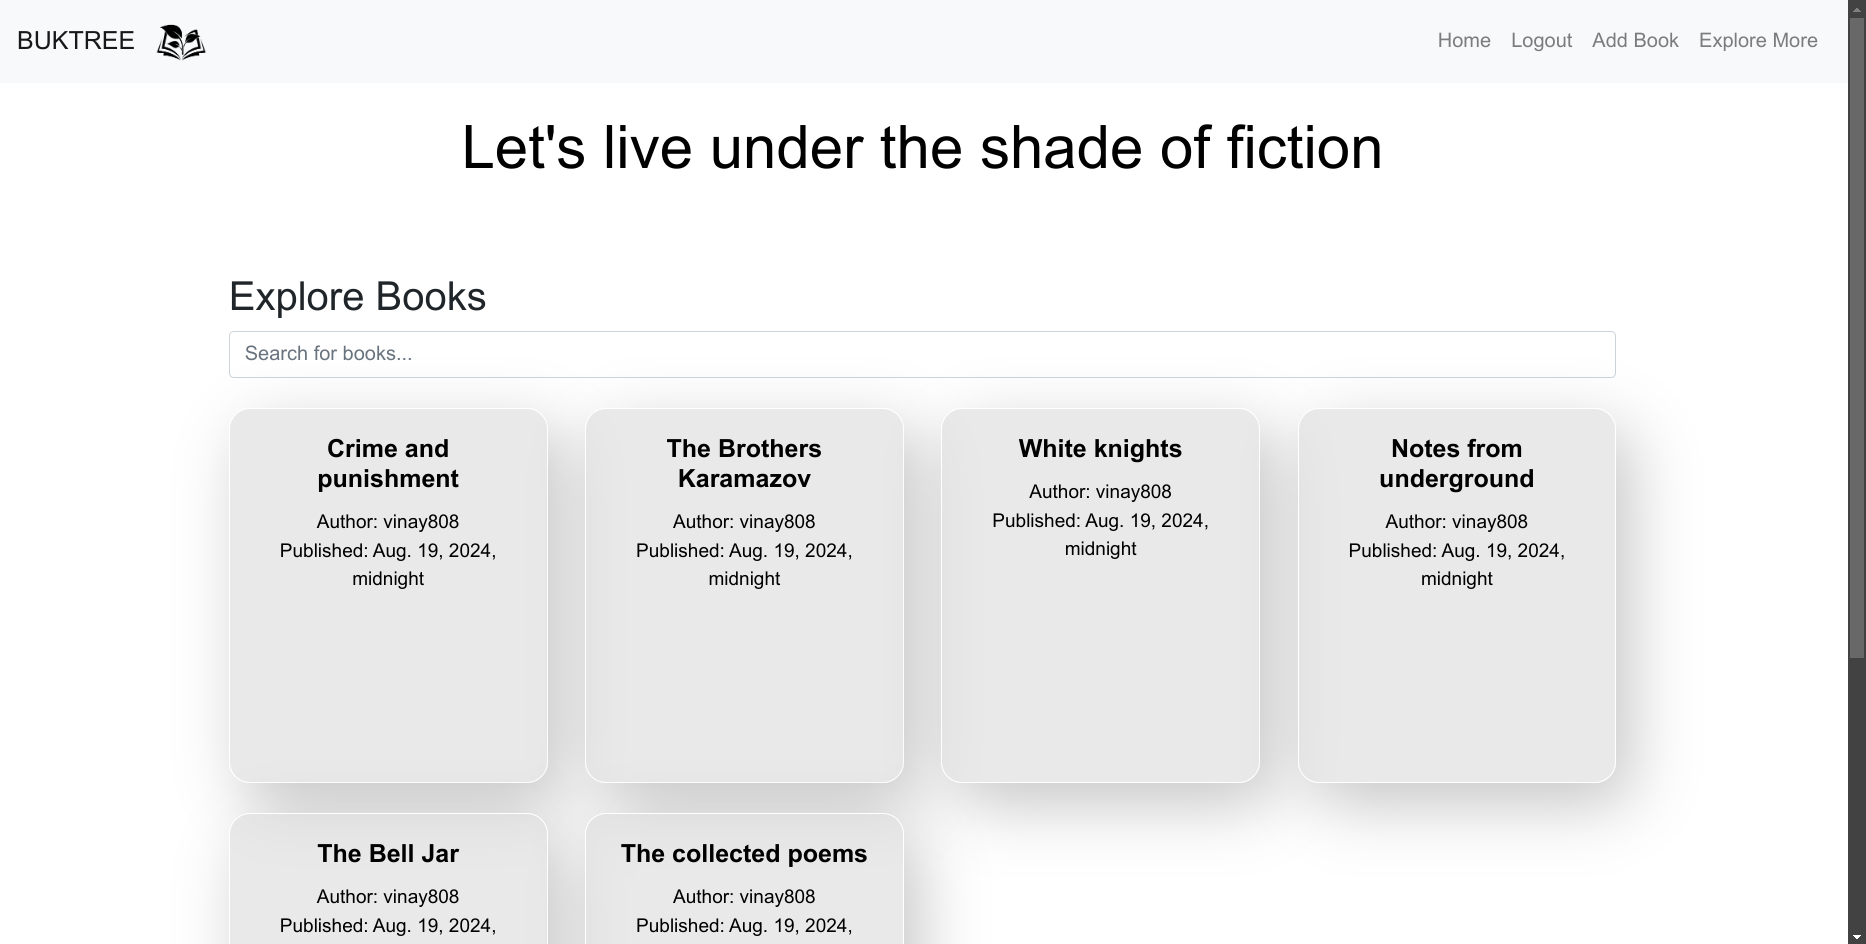 BUKTREE
Home
Logout
Add Book
Explore More
Let's live under the shade of fiction
Explore Books
Search for books...
Crime and
punishment
Author: vinay808
Published: Aug. 19, 2024,
midnight
The Brothers
Karamazov
Author: vinay808
Published: Aug. 19, 2024,
midnight
White knights
Author: vinay808
Published: Aug. 19, 2024,
midnight
Notes from
underground
Author: vinay808
Published: Aug. 19, 2024,
midnight
The Bell Jar
Author: vinay808
Published: Aug. 19, 2024,
The collected poems
Author: vinay808
Published: Aug. 19, 2024,